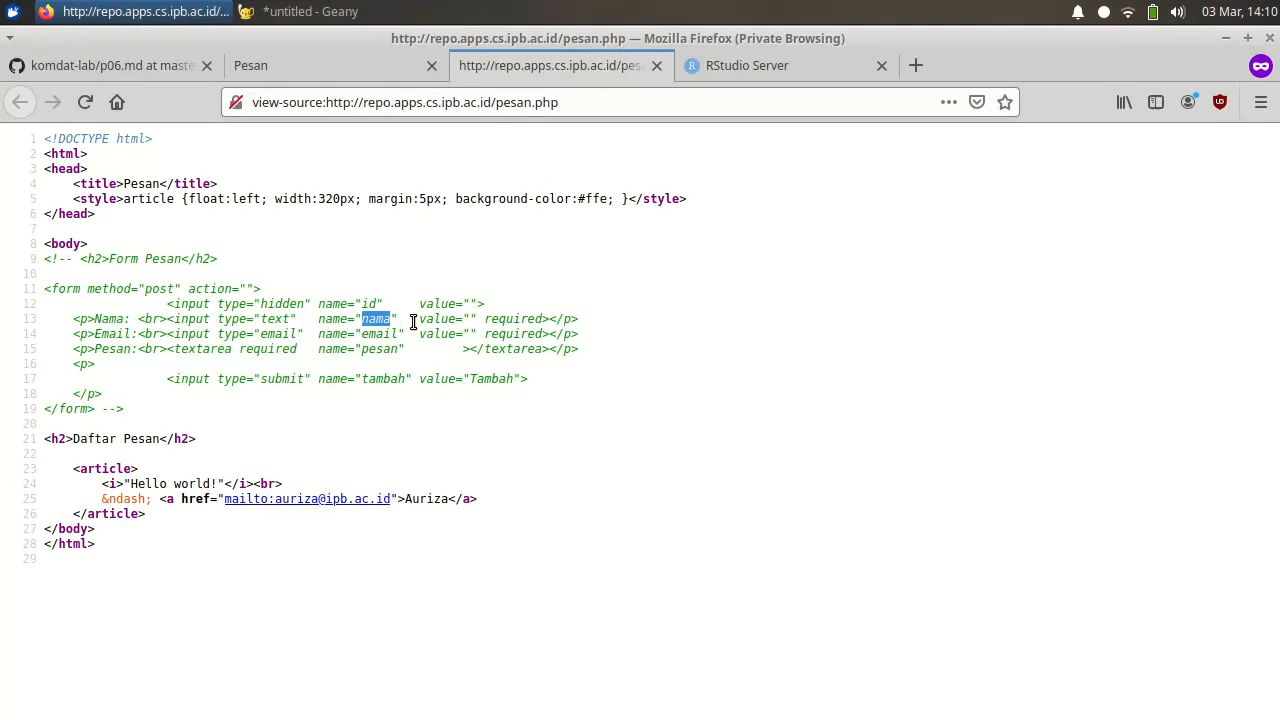 http://repo.apps.cs.ipb.ac.id/... *untitled - Geany 03 Mar, 14:10
http://repo.apps.cs.ipb.ac.id/pesan.php — Mozilla Firefox (Private Browsing)
komdat-lab/p06.md at maste Pesan http://repo.apps.cs.ipb.ac.id/pesa R RStudio Server
view-source:http://repo.apps.cs.ipb.ac.id/pesan.php
1 <!DOCTYPE html>
2 <html>
3 <head>
4 <title>Pesan</title>
5 <style>article {float:left; width:320px; margin:5px; background-color:#ffe; }</style>
6 </head>
7
8 <body>
9 <!-- <h2>Form Pesan</h2>
10
11 <form method="post" action="">
12 <input type="hidden" name="id" value="">
13 <p>Nama: <br><input type="text" name="nama" value="" required></p>
14 <p>Email:<br><input type="email" name="email" value="" required></p>
15 <p>Pesan:<br><textarea required name="pesan" ></textarea></p>
16 <p>
17 <input type="submit" name="tambah" value="Tambah">
18 </p>
19 </form> -->
20
21 <h2>Daftar Pesan</h2>
22
23 <article>
24 <i>"Hello world!"</i><br>
25 &ndash; <a href="mailto:auriza@ipb.ac.id">Auriza</a>
26 </article>
27 </body>
28 </html>
29